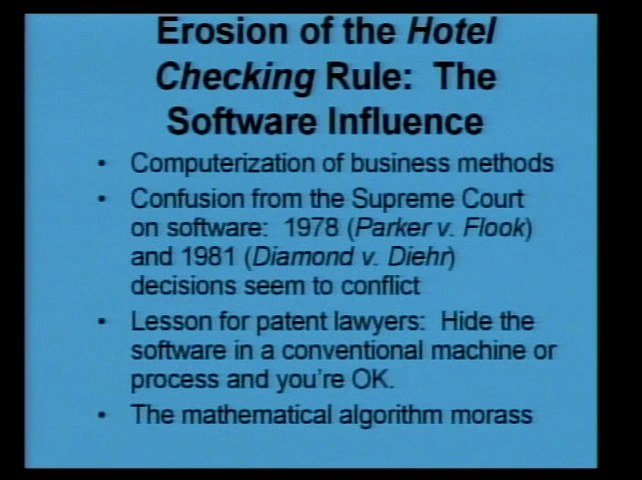 Erosion of the Hotel
Checking Rule: The
Software Influence
• Computerization of business methods
• Confusion from the Supreme Court
on software: 1978 (Parker v. Flook)
and 1981 (Diamond v. Diehr)
decisions seem to conflict
• Lesson for patent lawyers: Hide the
software in a conventional machine or
process and you're OK.
• The mathematical algorithm morass